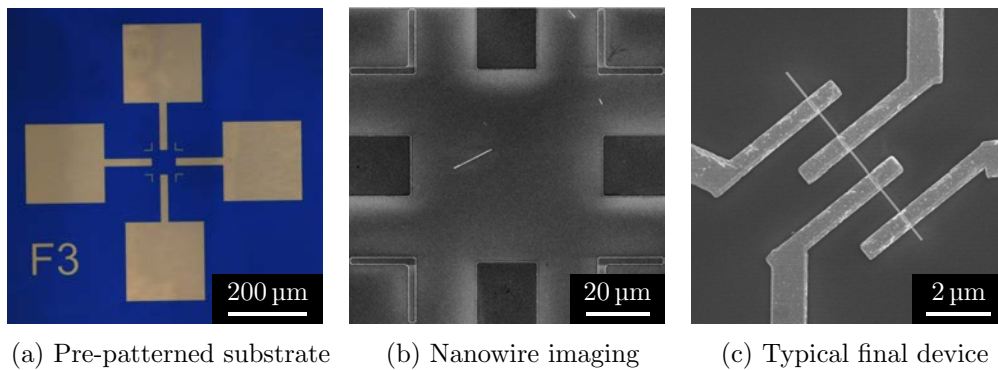 F3
200 µm
20 µm
2 µm
(a) Pre-patterned substrate
(b) Nanowire imaging
(c) Typical final device